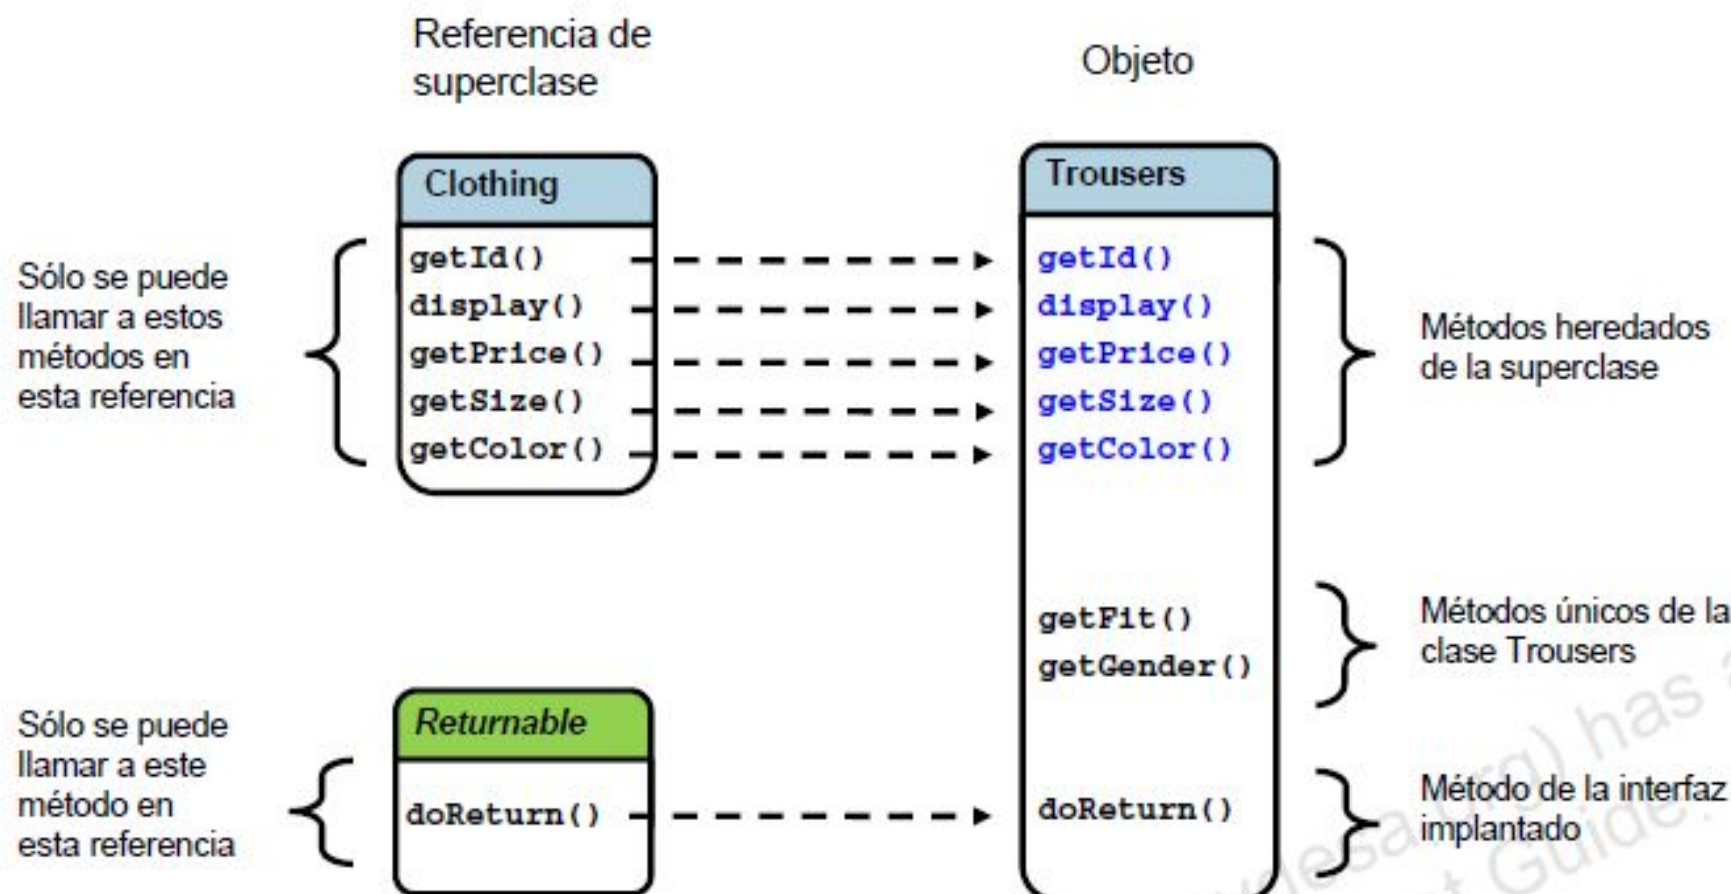 Referencia de
superclase
Objeto
Clothing
getId()
display()
getPrice()
getSize()
getColor()
Sólo se puede
llamar a estos
métodos en
esta referencia
Trousers
getId()
display()
getPrice()
getSize()
getColor()
getFit()
getGender()
doReturn()
Métodos heredados
de la superclase
Métodos únicos de la
clase Trousers
Método de la interfaz
implantado
Sólo se puede
llamar a este
método en
esta referencia
Returnable
doReturn()
has
Guide.